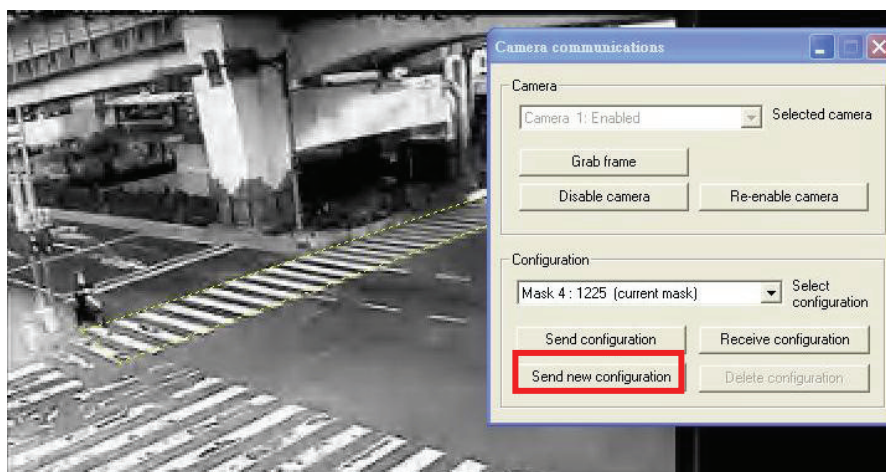 Camera communications
Camera
Camera 1: Enabled
Selected camera
Grab frame
Disable camera
Re-enable camera
Configuration
Mask 4 : 1225 (current mask)
Select
configuration
Send configuration
Receive configuration
Send new configuration
Delete configuration